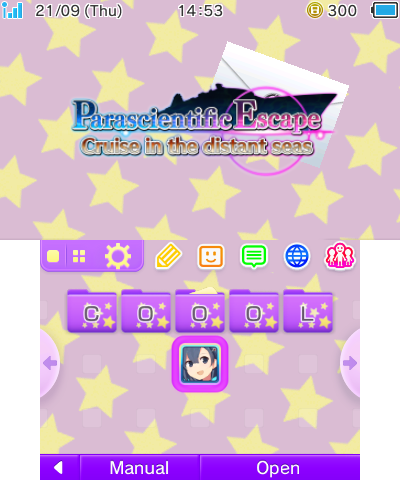 21/09 (Thu) 14:53 300
Parascientific Escape
Cruise in the distant seas
C O O O L
Manual Open